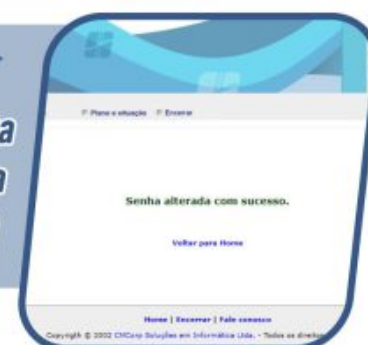 a
a
Plano e situação Encerrar
Senha alterada com sucesso.
Voltar para Home
Home | Encerrar | Fale conosco
Copyrigth © 2002 CMCorp Soluções em Informática Ltda. - Todos os direitos